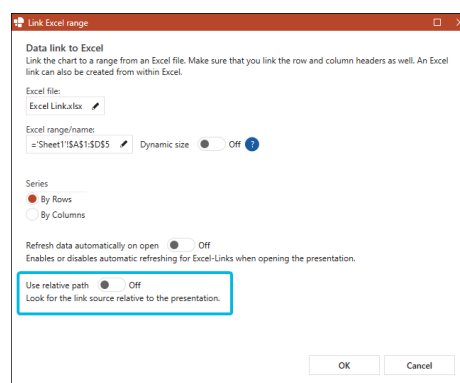 Link Excel range
Data link to Excel
Link the chart to a range from an Excel file. Make sure that you link the row and column headers as well. An Excel
link can also be created from within Excel.
Excel file:
Excel Link.xlsx
Excel range/name:
='Sheet1'!$A$1:$D$5 Dynamic size Off ?
Series
By Rows
By Columns
Refresh data automatically on open Off
Enables or disables automatic refreshing for Excel-Links when opening the presentation.
Use relative path Off
Look for the link source relative to the presentation.
OK Cancel